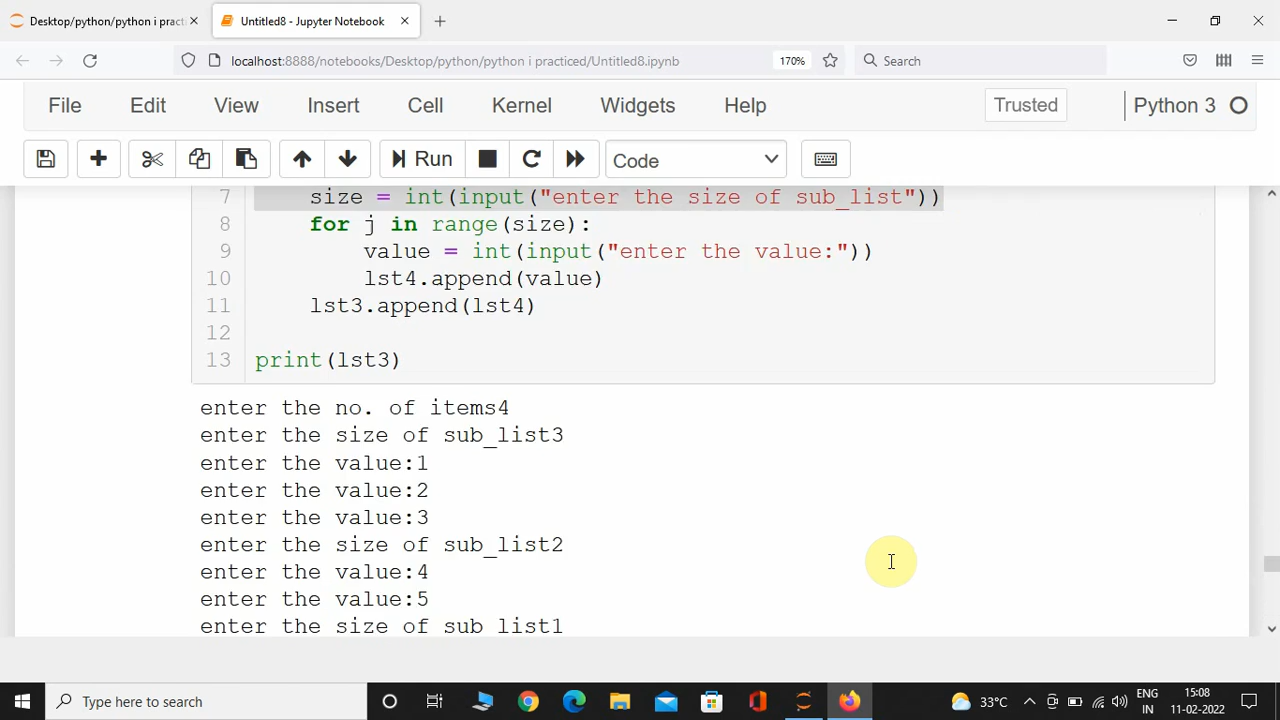 Desktop/python/python i practi
Untitled8 - Jupyter Notebook
localhost:8888/notebooks/Desktop/python/python i practiced/Untitled8.ipynb
170%
Search
File Edit View Insert Cell Kernel Widgets Help
Trusted
Python 3
Run
Code
7 size = int(input("enter the size of sub_list"))
8 for j in range(size):
9 value = int(input("enter the value:"))
10 lst4.append(value)
11 lst3.append(lst4)
12
13 print(lst3)
enter the no. of items4
enter the size of sub_list3
enter the value:1
enter the value:2
enter the value:3
enter the size of sub_list2
enter the value:4
enter the value:5
enter the size of sub list1
Type here to search
33°C
ENG
IN
15:08
11-02-2022